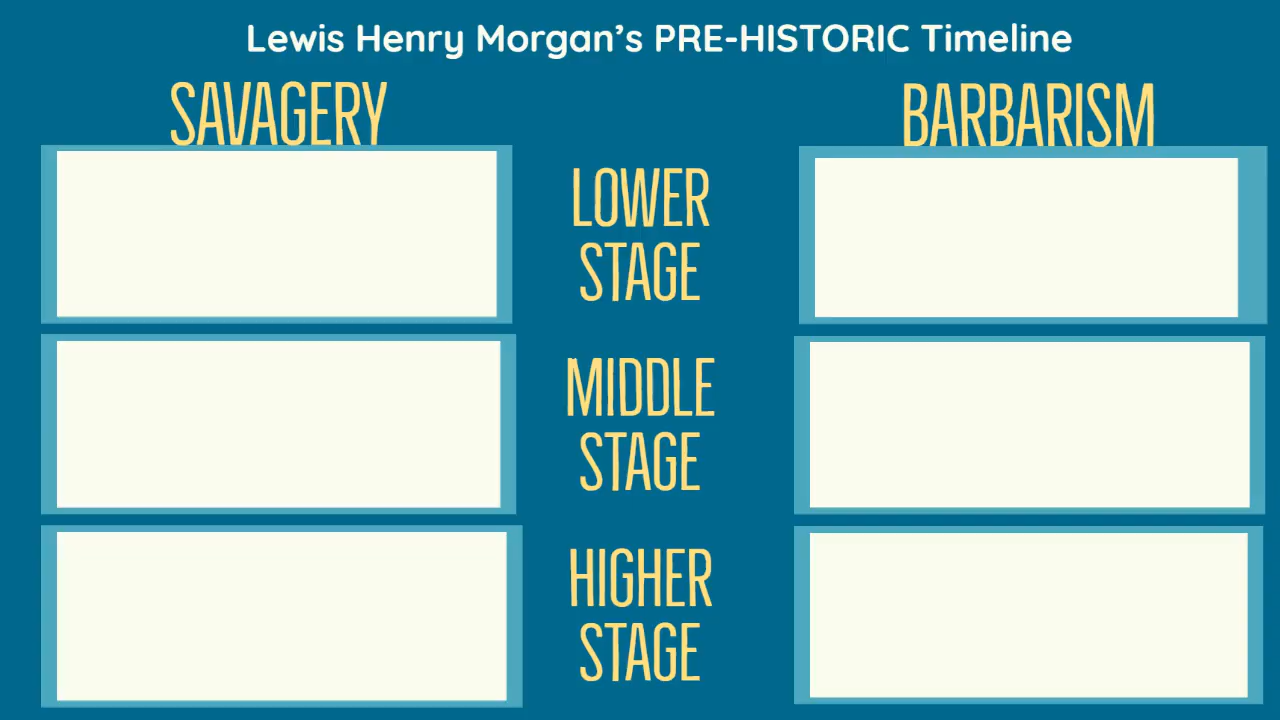 Lewis Henry Morgan's PRE-HISTORIC Timeline
SAVAGERY
BARBARISM
LOWER
STAGE
MIDDLE
STAGE
HIGHER
STAGE